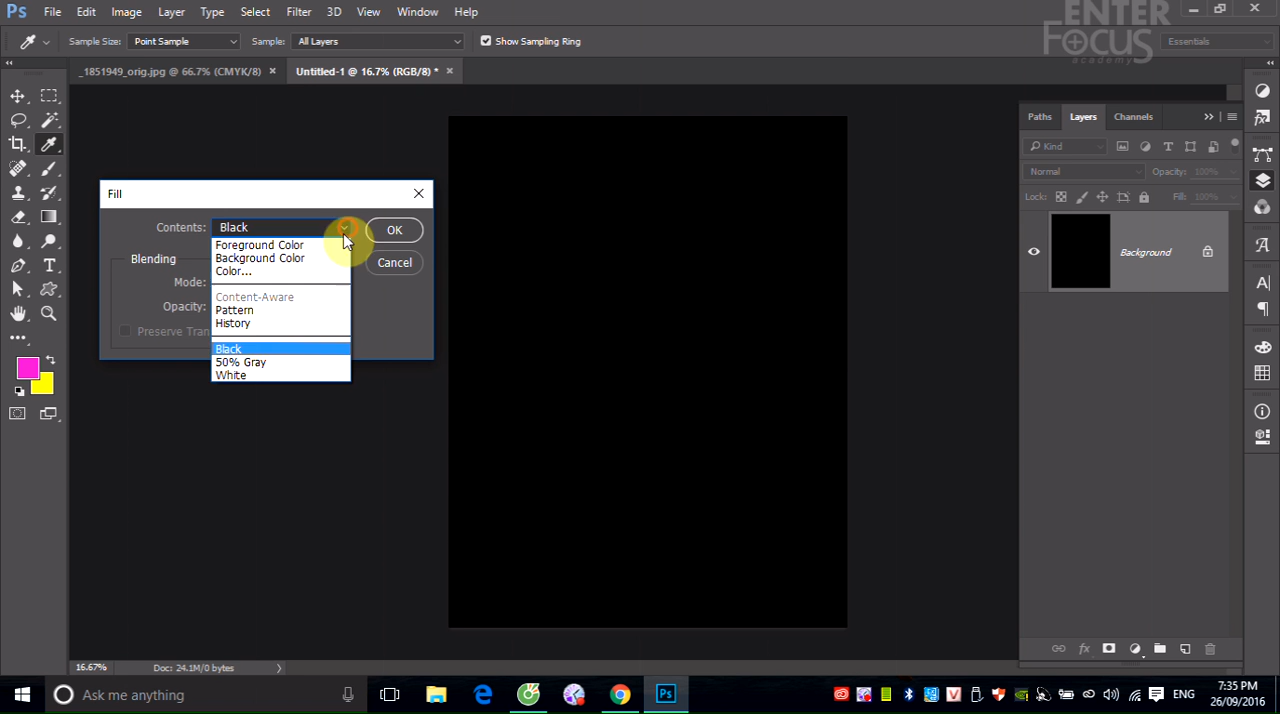 Ps File Edit Image Layer Type Select Filter 3D View Window Help
ENTER
FOCUS
academy
Sample Size: Point Sample Sample: All Layers Show Sampling Ring Essentials
_1851949_orig.jpg @ 66.7% (CMYK/8) × Untitled-1 @ 16.7% (RGB/8) * ×
Paths Layers Channels
Kind
Normal Opacity: 100%
Lock: Fill: 100%
Background
Fill
Contents: Black OK
Foreground Color
Background Color
Color...
Content-Aware
Pattern
History
Black
50% Gray
White
Blending
Cancel
Mode:
Opacity:
Preserve Tran
16.67% Doc: 24.1M/0 bytes
Ask me anything
Ps
ENG
7:35 PM
26/09/2016